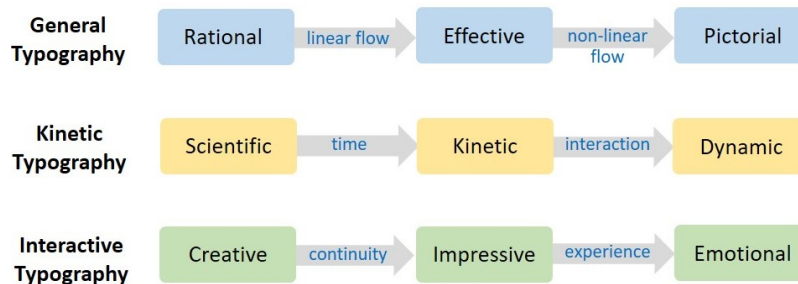 General
Typography
Rational
linear flow
Effective
non-linear
flow
Pictorial
Kinetic
Typography
Scientific
time
Kinetic
interaction
Dynamic
Interactive
Typography
Creative
continuity
Impressive
experience
Emotional